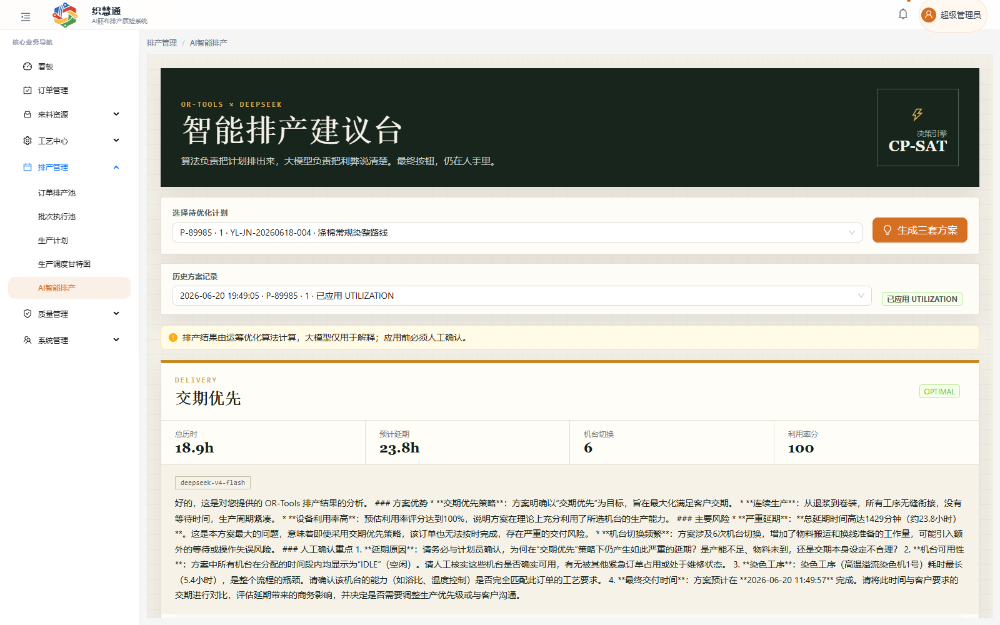 织慧通
AI胚布排产质检系统
超级管理员
核心业务导航
看板
订单管理
来料资源
工艺中心
排产管理
订单排产池
批次执行池
生产计划
生产调度甘特图
AI智能排产
质量管理
系统管理
排产管理 / AI智能排产
OR-TOOLS × DEEPSEEK
智能排产建议台
算法负责把计划排出来，大模型负责把利弊说清楚。最终按钮，仍在人手里。
决策引擎
CP-SAT
选择待优化计划
P-89985 · 1 · YL-JN-20260618-004 · 涤棉常规染整路线
生成三套方案
历史方案记录
2026-06-20 19:49:05 · P-89985 · 1 · 已应用 UTILIZATION
已应用 UTILIZATION
排产结果由运筹优化算法计算，大模型仅用于解释；应用前必须人工确认。
DELIVERY
交期优先
OPTIMAL
总历时
18.9h
预计延期
23.8h
机台切换
6
利用率分
100
deepseek-v4-flash
好的，这是对您提供的 OR-Tools 排产结果的分析。 ### 方案优势 * **交期优先策略**：方案明确以“交期优先”为目标，旨在最大化满足客户交期。 * **连续生产**：从退浆到卷装，所有工序无缝衔接，没有
等待时间，生产周期紧凑。 * **设备利用率高**：预估利用率评分达到100%，说明方案在理论上充分利用了所选机台的生产能力。 ### 主要风险 * **严重延期**：**总延期时间高达1429分钟（约23.8小时）
**。这是本方案最大的问题，意味着即使采用交期优先策略，该订单也无法按时完成，存在严重的交付风险。 * **机台切换频繁**：方案涉及6次机台切换，增加了物料搬运和换线准备的工作量，可能引入额
外的等待或操作失误风险。 ### 人工确认重点 1. **延期原因**：请务必与计划员确认，为何在“交期优先”策略下仍产生如此严重的延期？是产能不足、物料未到，还是交期本身设定不合理？ 2. **机台可用性
**：方案中所有机台在分配的时间段内均显示为“IDLE”（空闲）。请人工核实这些机台是否确实可用，有无被其他紧急订单占用或处于维修状态。 3. **染色工序**：染色工序（高温溢流染色机1号）耗时最长
（5.4小时），是整个流程的瓶颈。请确认该机台的能力（如浴比、温度控制）是否完全匹配此订单的工艺要求。 4. **最终交付时间**：方案预计在 **2026-06-20 11:49:57** 完成。请将此时间与客户要求的
交期进行对比，评估延期带来的商务影响，并决定是否需要调整生产优先级或与客户沟通。